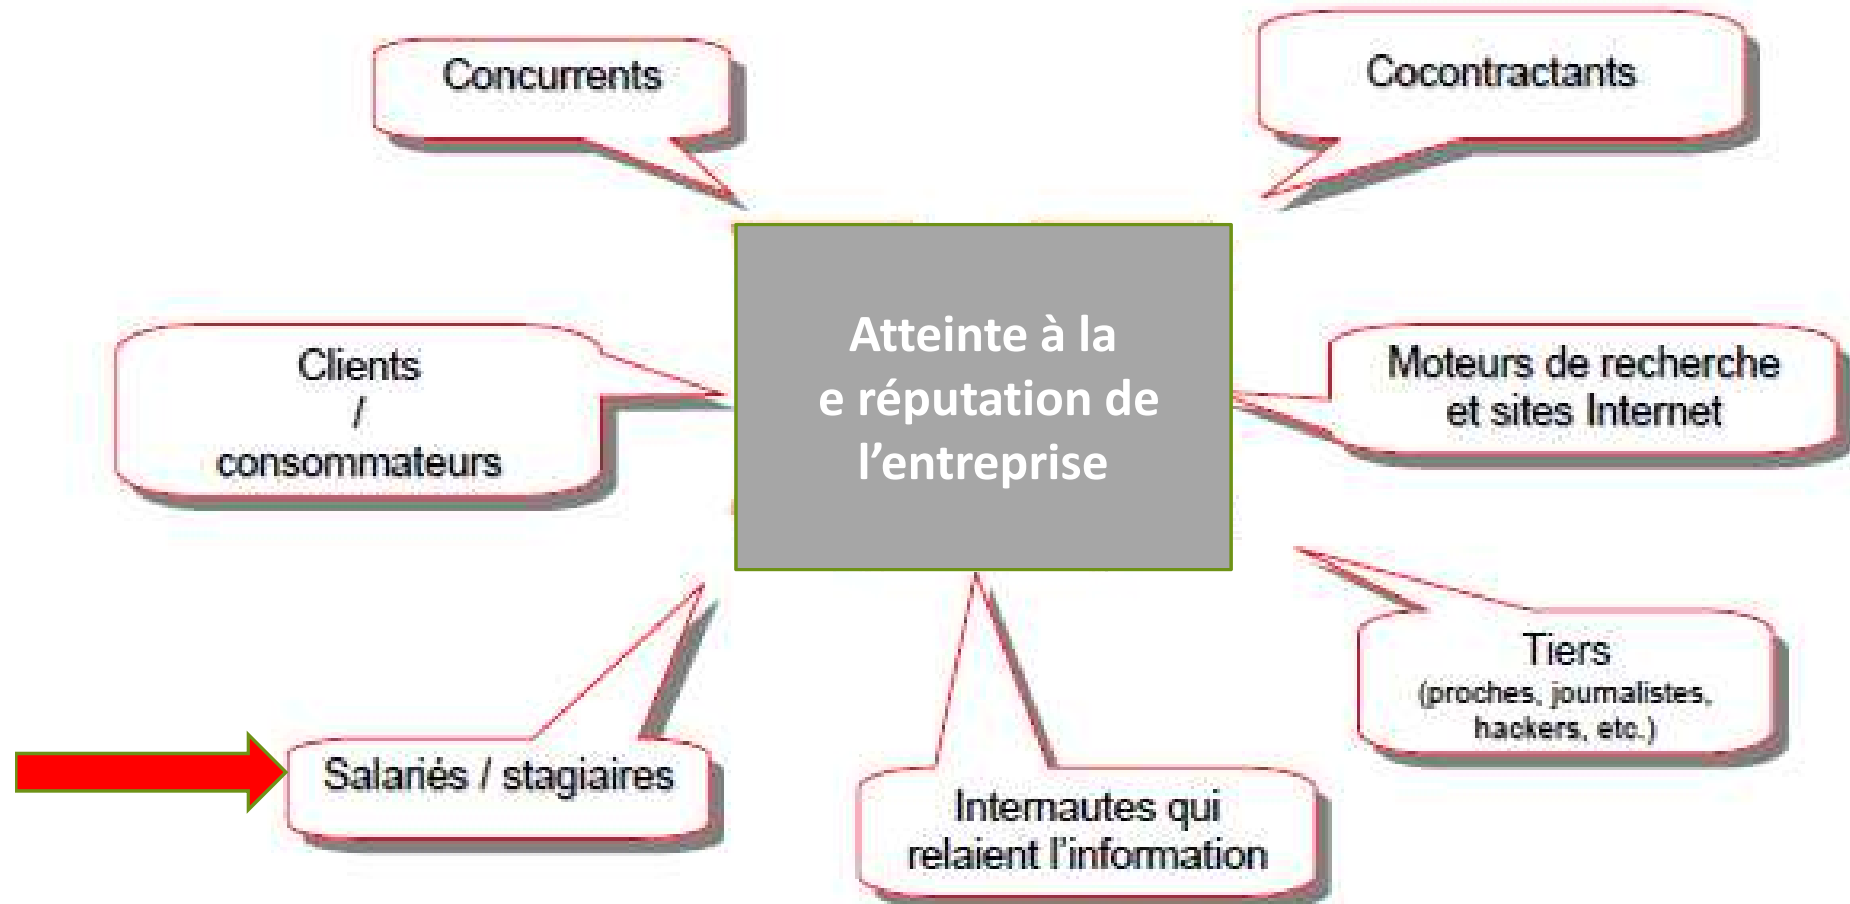 Concurrents
Cocontractants
Atteinte à la
e réputation de
l’entreprise
Clients
/
consommateurs
Moteurs de recherche
et sites Internet
Tiers
(proches, journalistes,
hackers, etc.)
Salariés / stagiaires
Internautes qui
relaient l’information